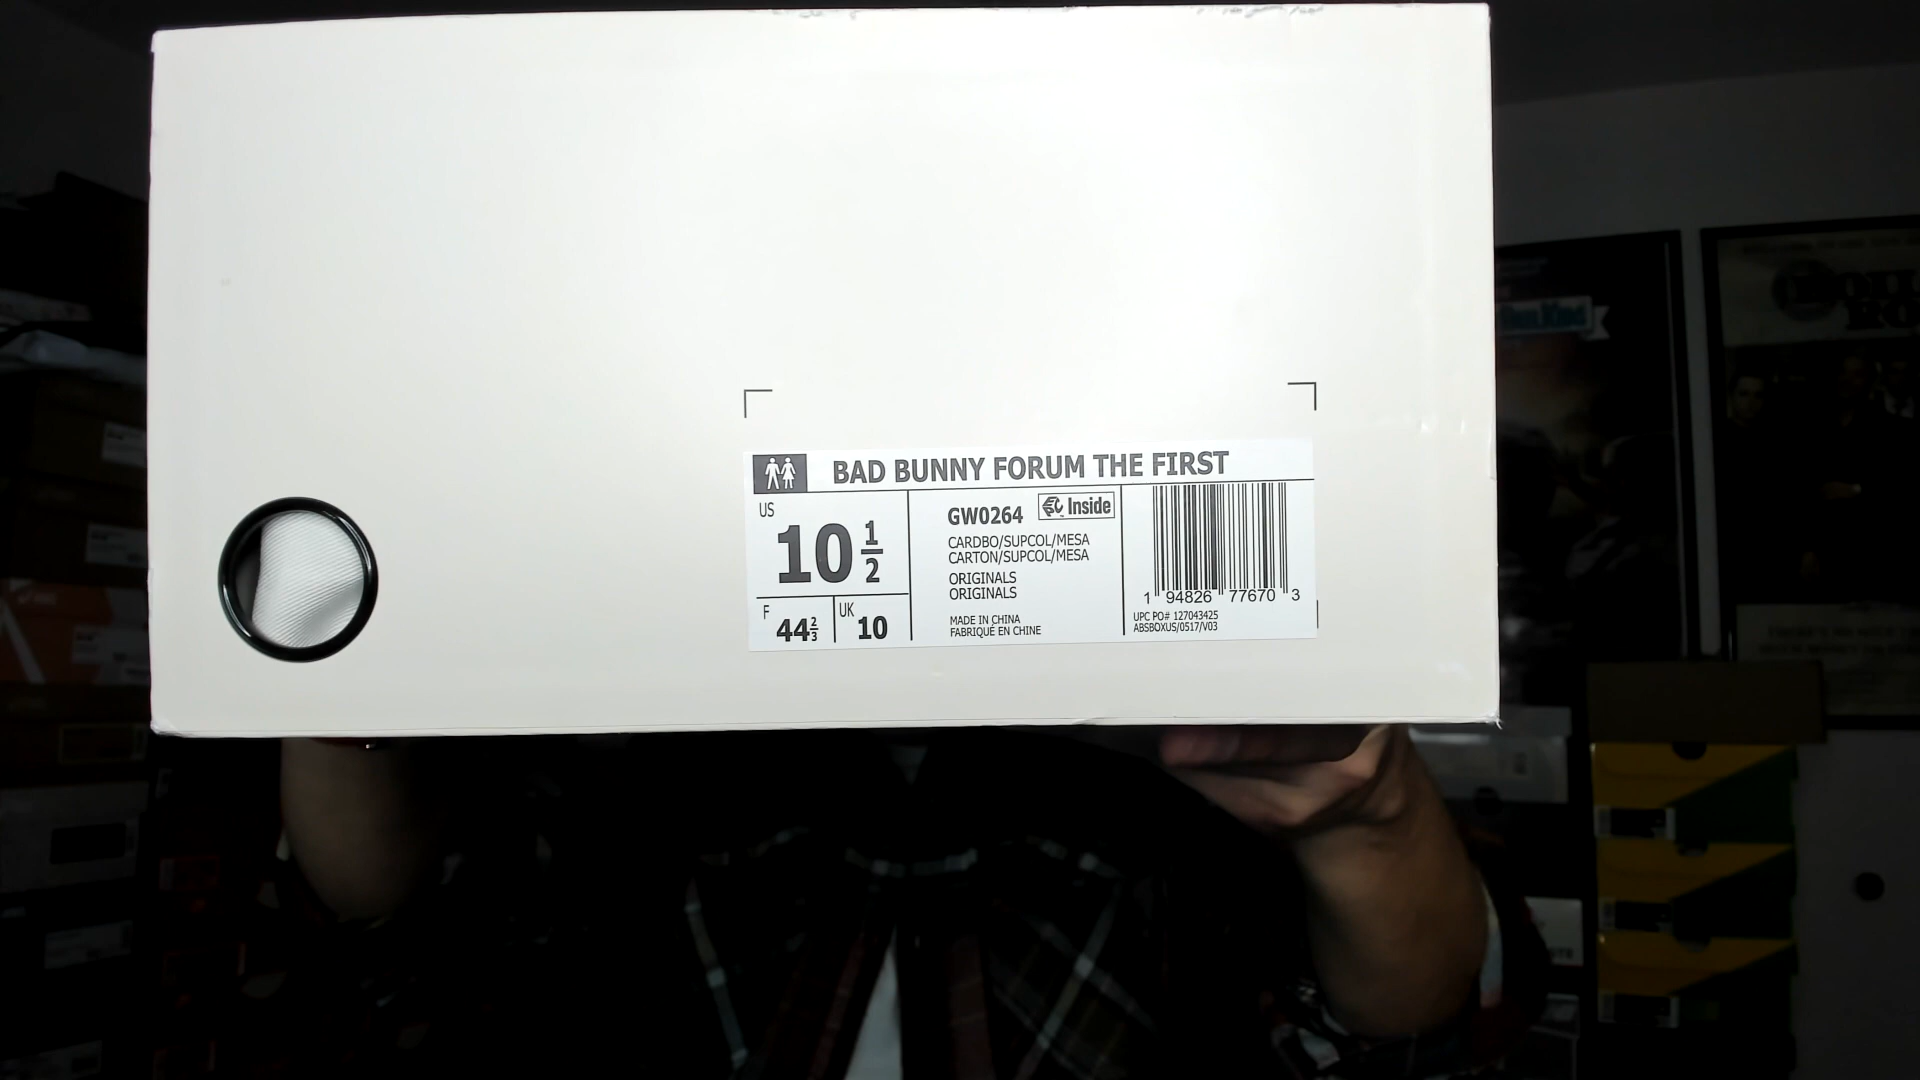 BAD BUNNY FORUM THE FIRST
US
10 1/2
F
44 2/3
UK
10
GW0264
Inside
CARDBO/SUPCOL/MESA
CARTON/SUPCOL/MESA
ORIGINALS
ORIGINALS
MADE IN CHINA
FABRIQUÉ EN CHINE
1 94826 77670 3
UPC PO# 127043425
ABSBOXUS/0517/V03